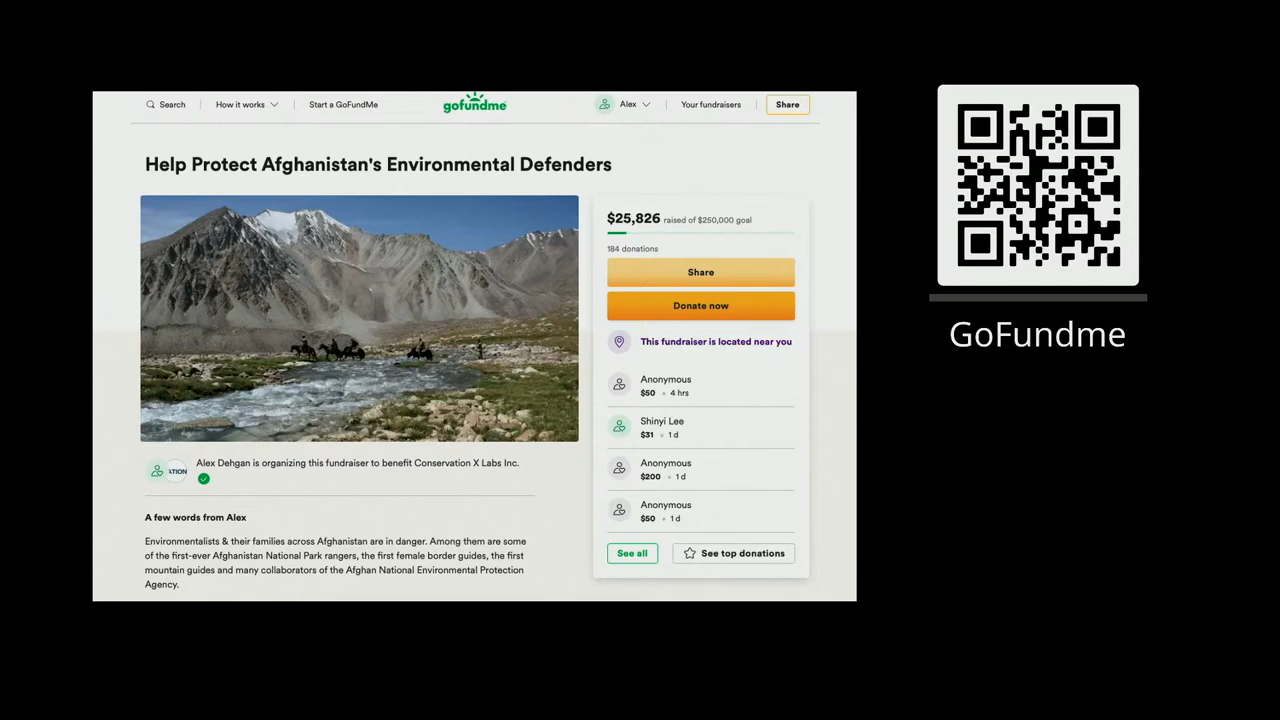 Search
How it works
Start a GoFundMe
gofundme
Alex
Your fundraisers
Share
Help Protect Afghanistan's Environmental Defenders
$25,826 raised of $250,000 goal
184 donations
Share
Donate now
This fundraiser is located near you
Anonymous
$50 • 4 hrs
Shinyi Lee
$31 • 1 d
Anonymous
$200 • 1 d
Anonymous
$50 • 1 d
See all
See top donations
ATION
Alex Dehgan is organizing this fundraiser to benefit Conservation X Labs Inc.
A few words from Alex
Environmentalists & their families across Afghanistan are in danger. Among them are some
of the first-ever Afghanistan National Park rangers, the first female border guides, the first
mountain guides and many collaborators of the Afghan National Environmental Protection
Agency.
GoFundme